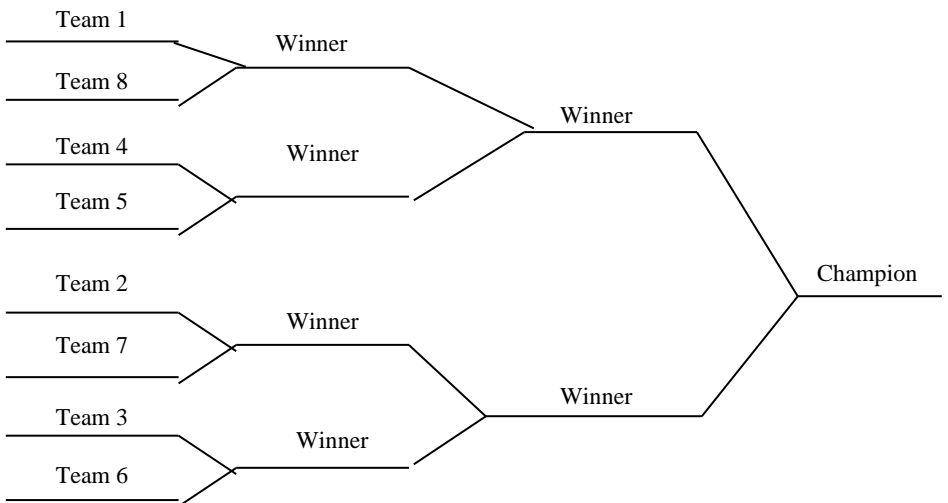 Team 1
Winner
Team 8
Winner
Team 4
Winner
Team 5
Champion
Team 2
Winner
Team 7
Winner
Team 3
Winner
Team 6